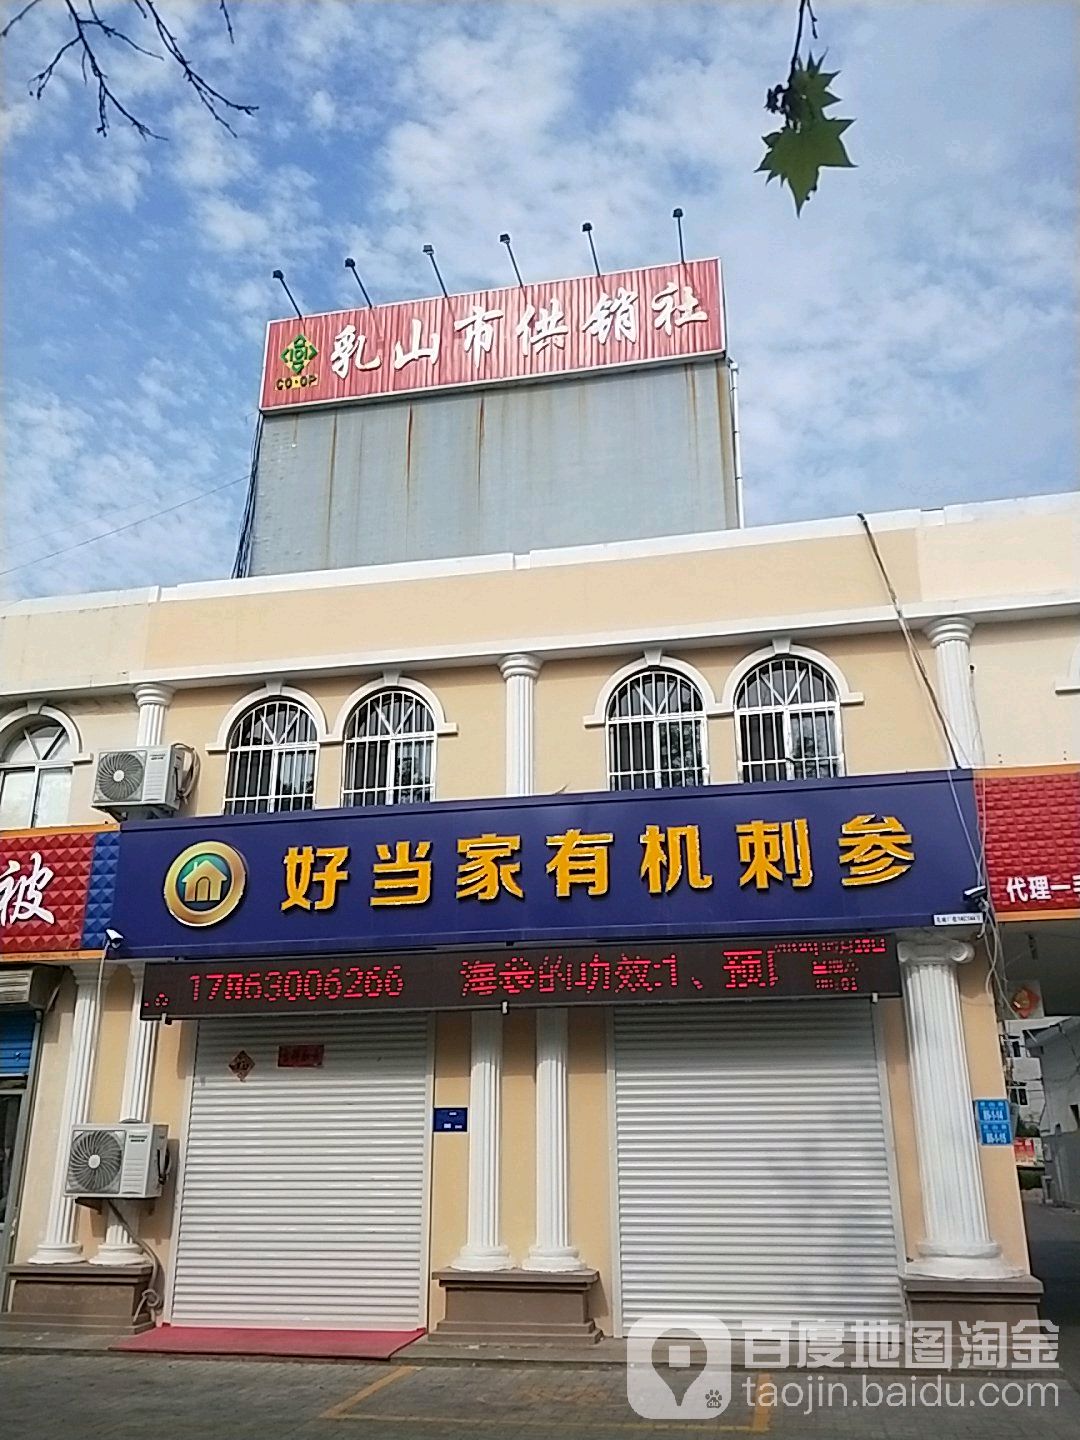 乳山市供销社
CO·OP
好当家有机刺参
被
代理一
17863006266 海参的功效:1、预
Hisense
百度地图淘金
taojin.baidu.com